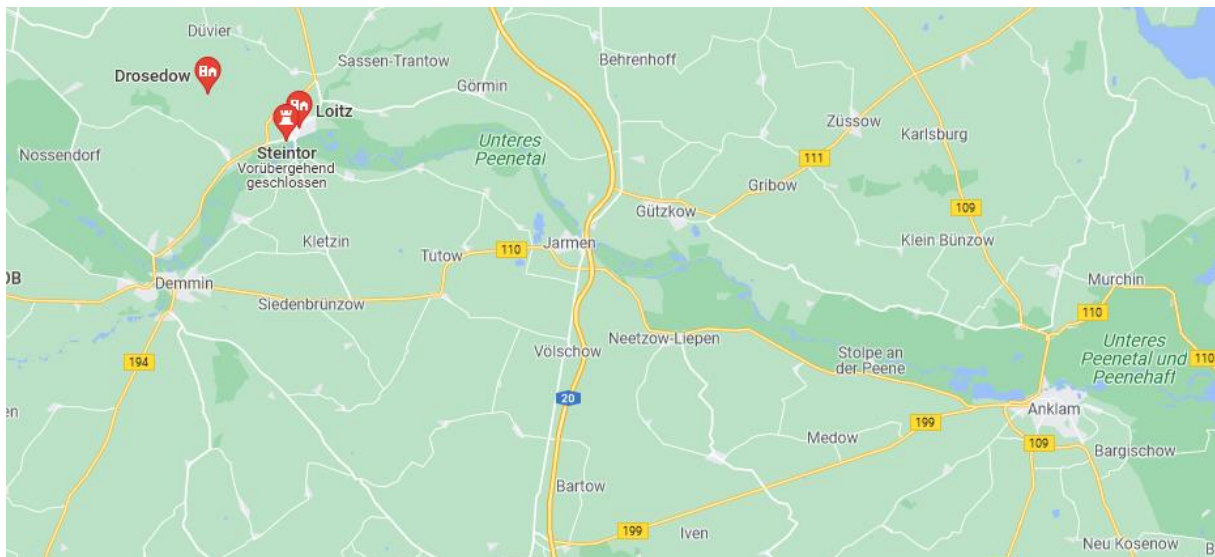 Düvier
Sassen-Trantow
Behrenhoff
Drosedow
Görmin
Loitz
Züssow
Karlsburg
Nossendorf
Steintor
Vorübergehend
geschlossen
Unteres
Peenetal
111
Gribow
Gützkow
109
Kletzin
Tutow
110
Jarmen
Klein Bünzow
OB
Demmin
Murchin
Siedenbrünzow
110
Neetzow-Liepen
Unteres
Peenetal und
Peenehaff
110
194
Völschow
Stolpe an
der Peene
20
en
Anklam
199
Medow
109
Bargischow
Bartow
199
Iven
Neu Kosenow
B